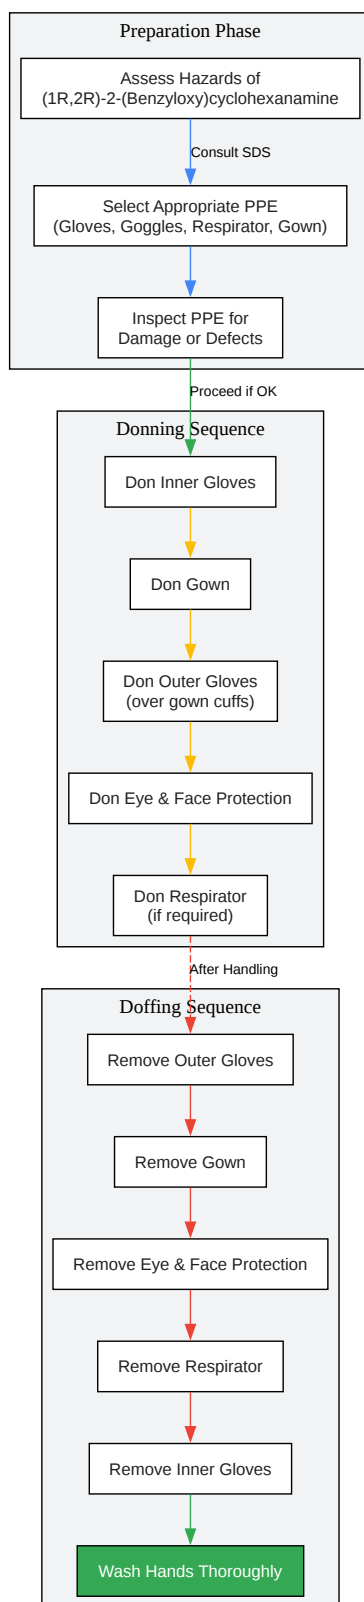 Preparation Phase
Assess Hazards of
(1R,2R)-2-(Benzyloxy)cyclohexanamine
Consult SDS
Select Appropriate PPE
(Gloves, Goggles, Respirator, Gown)
Inspect PPE for
Damage or Defects
Proceed if OK
Donning Sequence
Don Inner Gloves
Don Gown
Don Outer Gloves
(over gown cuffs)
Don Eye & Face Protection
Don Respirator
(if required)
After Handling
Doffing Sequence
Remove Outer Gloves
Remove Gown
Remove Eye & Face Protection
Remove Respirator
Remove Inner Gloves
Wash Hands Thoroughly